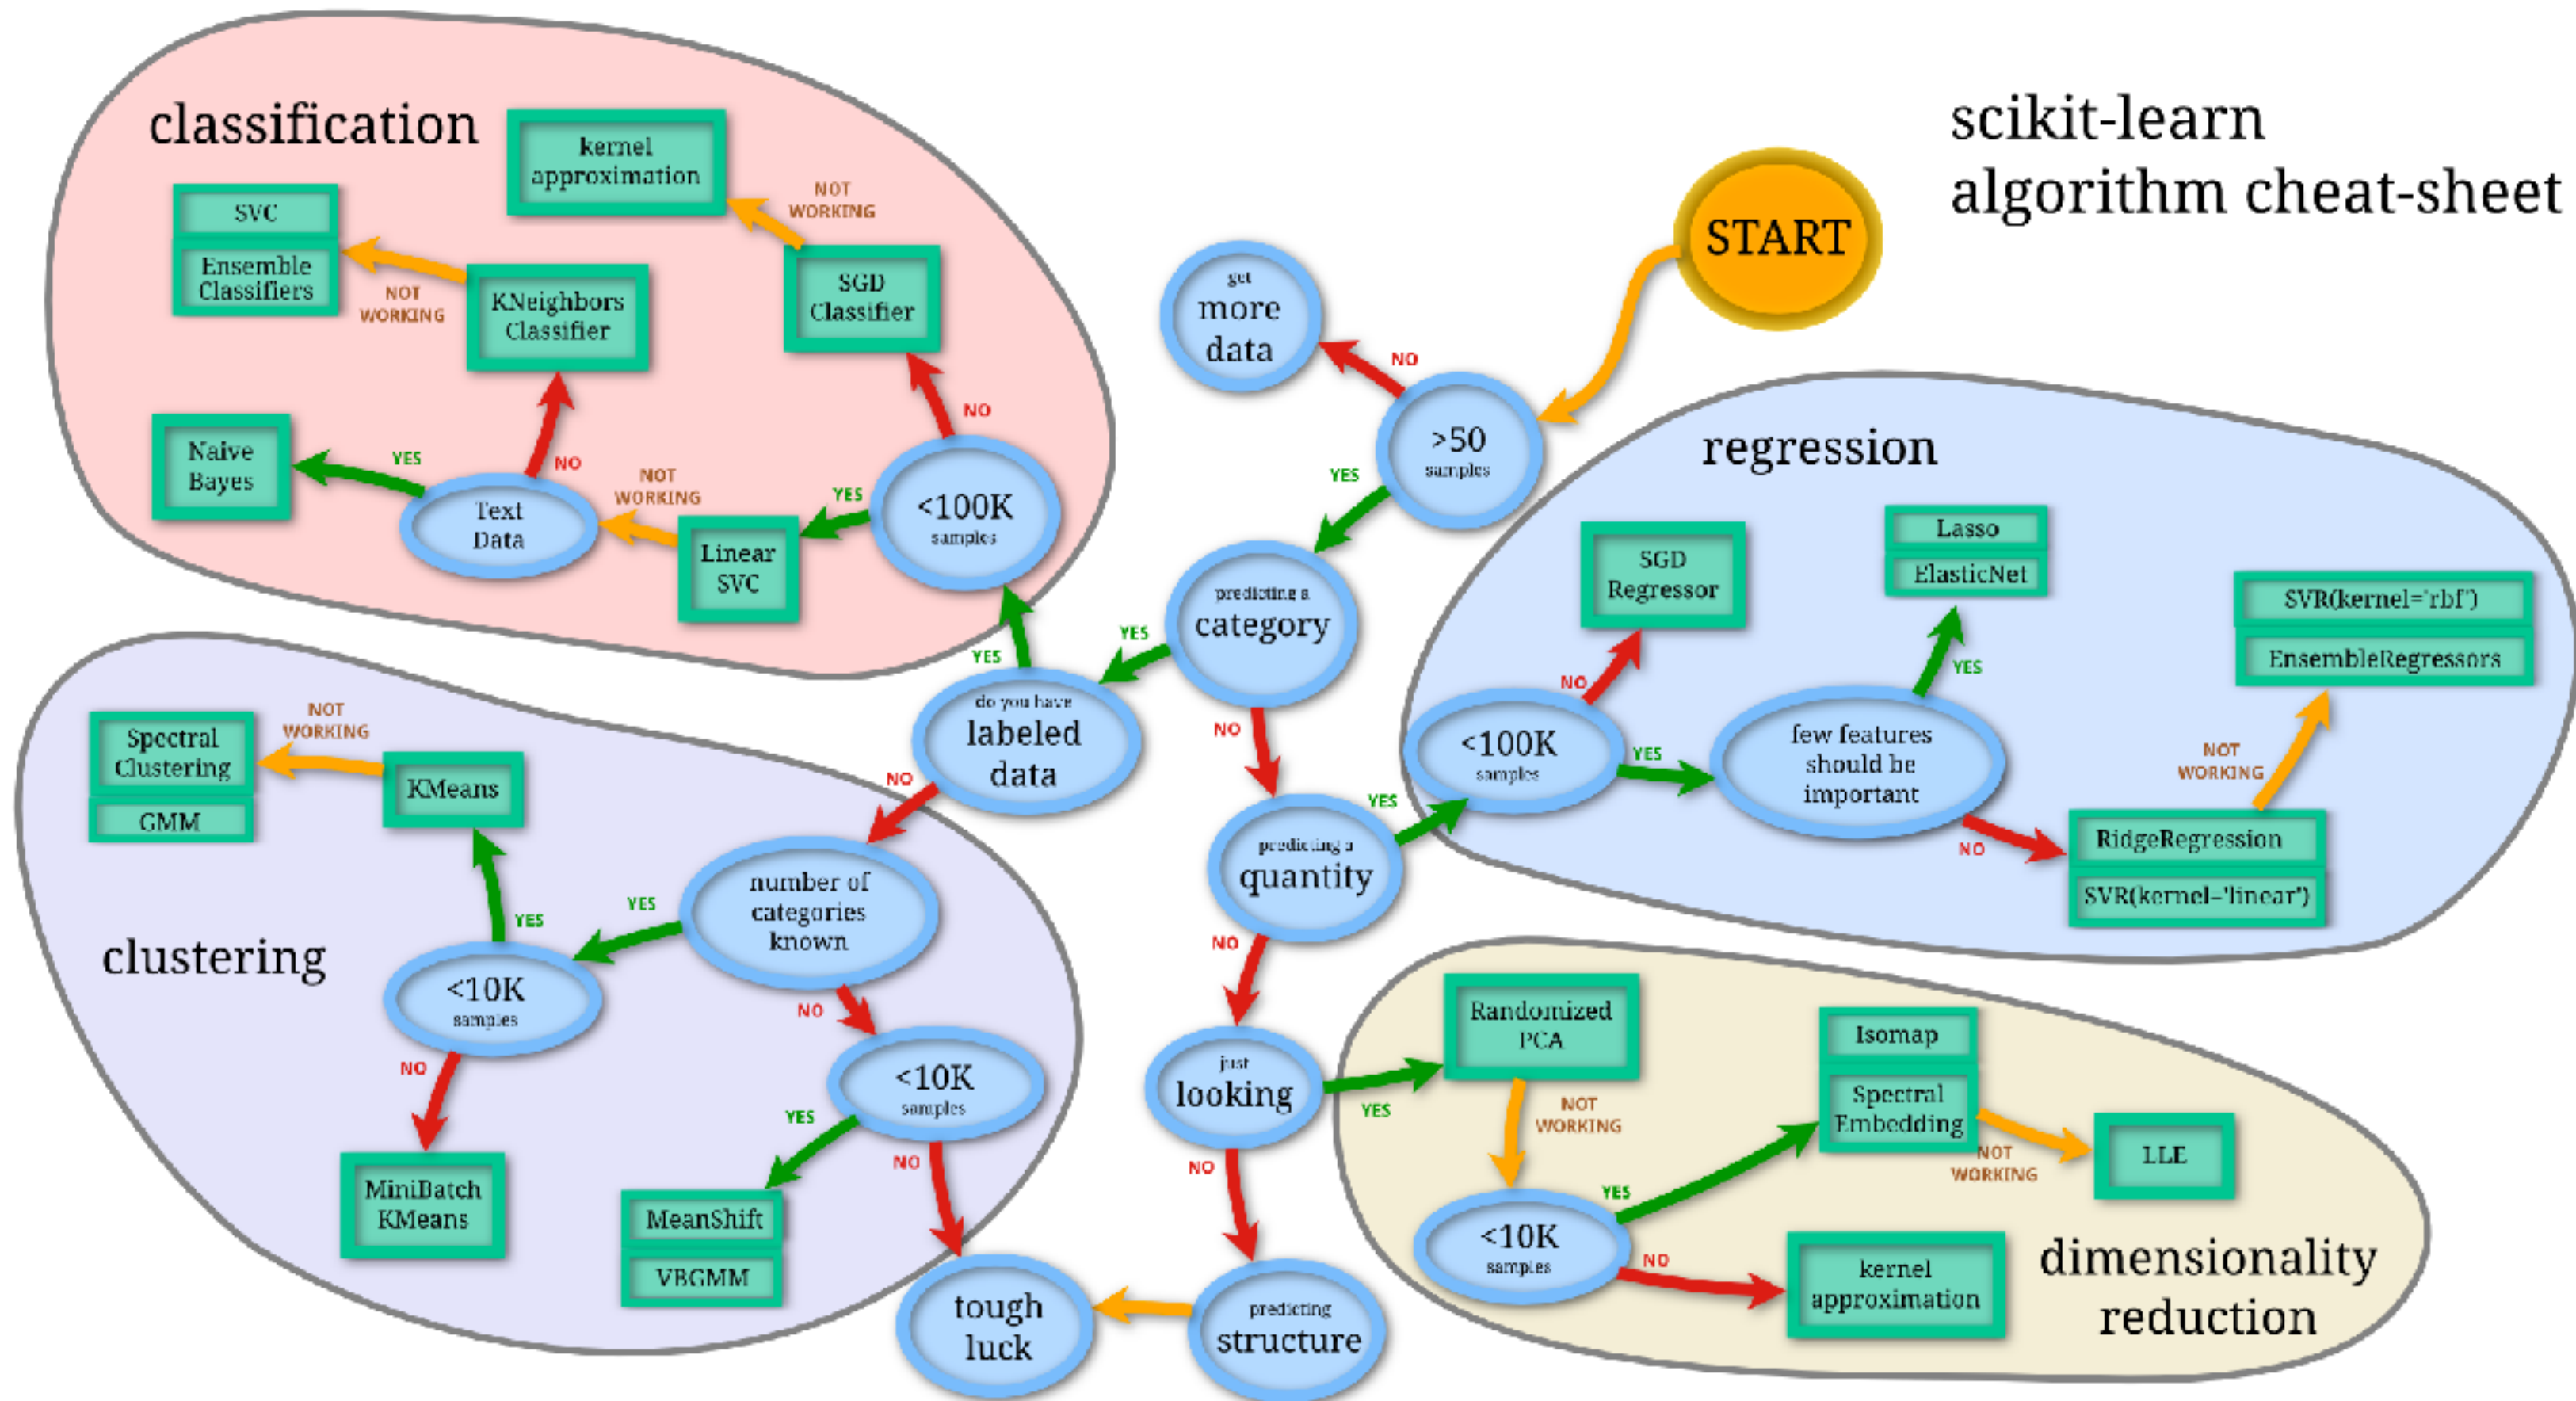 scikit-learn
algorithm cheat-sheet
START
classification
kernel
approximation
NOT
WORKING
SVC
Ensemble
Classifiers
NOT
WORKING
KNeighbors
Classifier
SGD
Classifier
NO
Naive
Bayes
YES
Text
Data
NO
NOT
WORKING
Linear
SVC
YES
<100K
samples
YES
get
more
data
NO
>50
samples
YES
predicting a
category
YES
NO
do you have
labeled
data
NO
predicting a
quantity
YES
NO
just
looking
YES
NO
predicting
structure
tough
luck
regression
SGD
Regressor
NO
<100K
samples
YES
Lasso
ElasticNet
YES
few features
should be
important
NO
SVR(kernel='rbf')
EnsembleRegressors
NOT
WORKING
RidgeRegression
SVR(kernel='linear')
clustering
Spectral
Clustering
GMM
NOT
WORKING
KMeans
YES
<10K
samples
YES
number of
categories
known
NO
NO
MiniBatch
KMeans
<10K
samples
YES
NO
MeanShift
VBGMM
Randomized
PCA
NOT
WORKING
<10K
samples
YES
NO
Isomap
Spectral
Embedding
NOT
WORKING
LLE
kernel
approximation
dimensionality
reduction